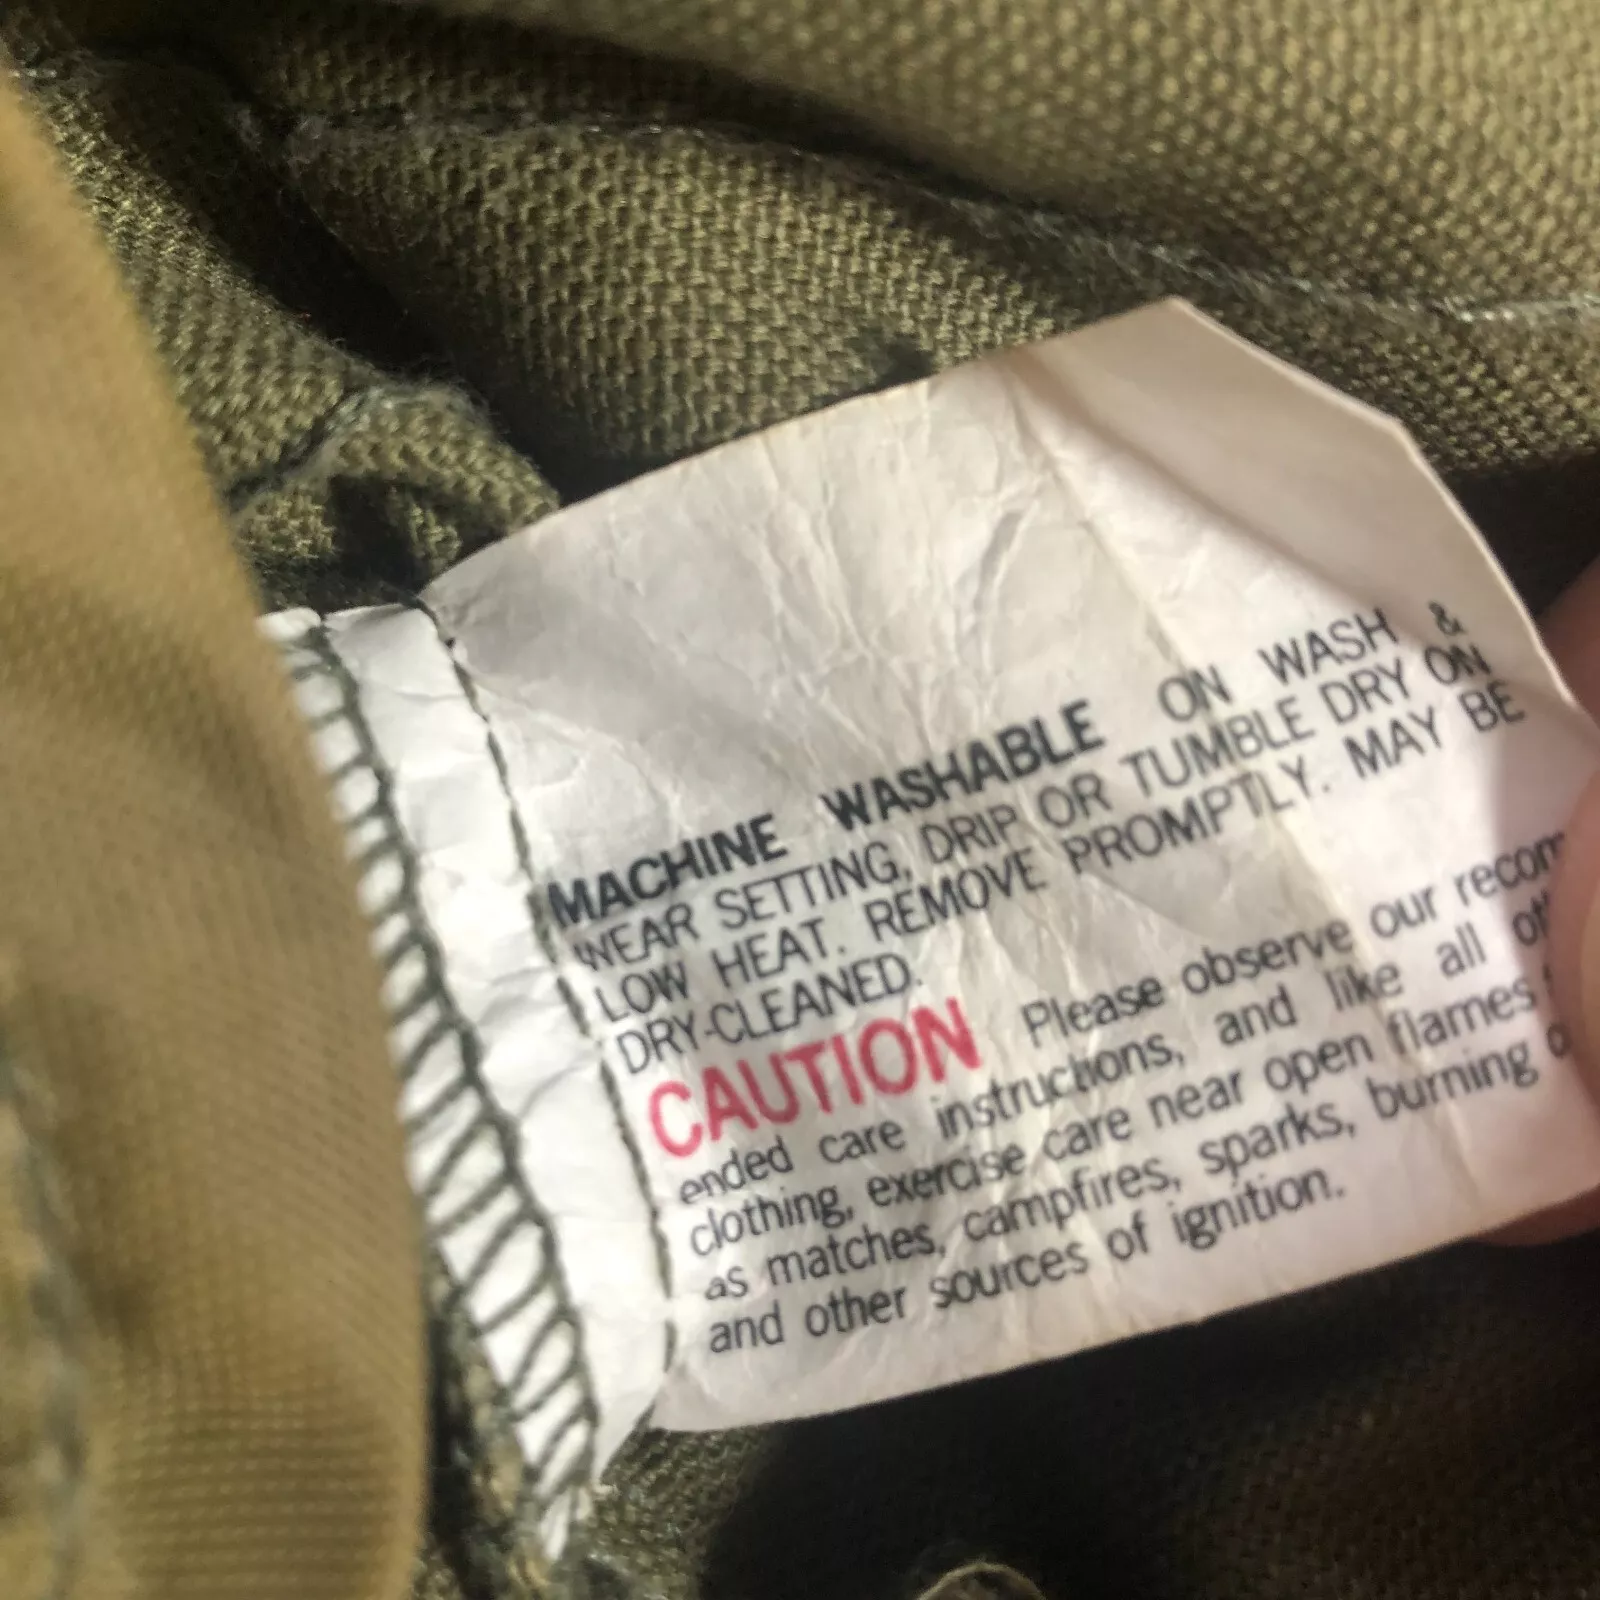 MACHINE WASHABLE ON WASH &
WEAR SETTING, DRIP OR TUMBLE DRY ON
LOW HEAT. REMOVE PROMPTLY. MAY BE
DRY-CLEANED.
CAUTION Please observe our recom
ended care instructions, and like all
clothing, exercise care near open flames
as matches, campfires, sparks, burning
and other sources of ignition.